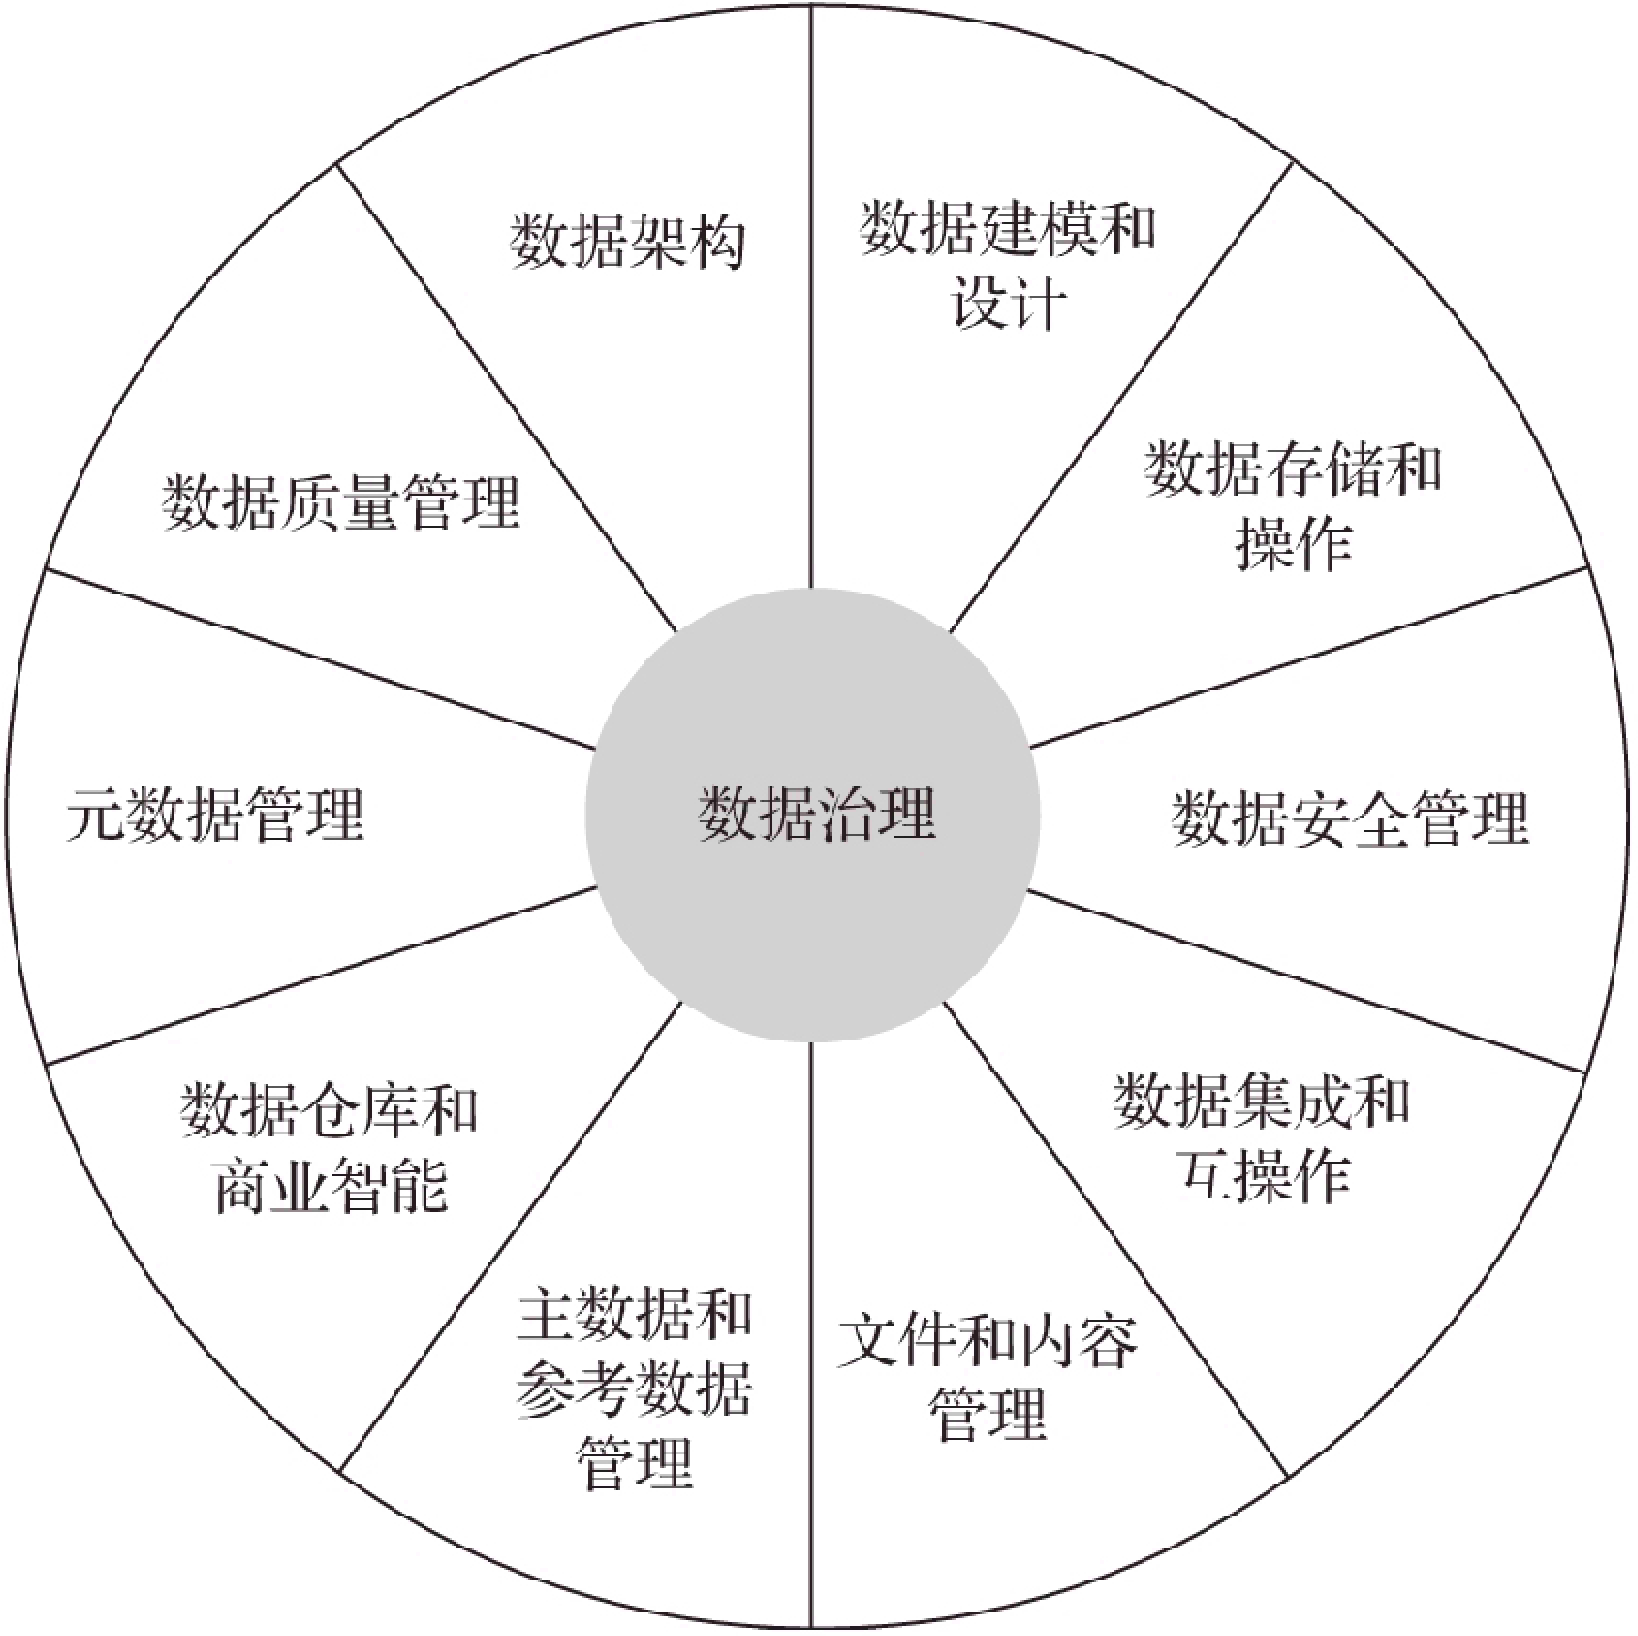 数据架构
数据建模和
设计
数据存储和
操作
数据质量管理
元数据管理
数据治理
数据安全管理
数据仓库和
商业智能
数据集成和
互操作
主数据和
参考数据
管理
文件和内容
管理